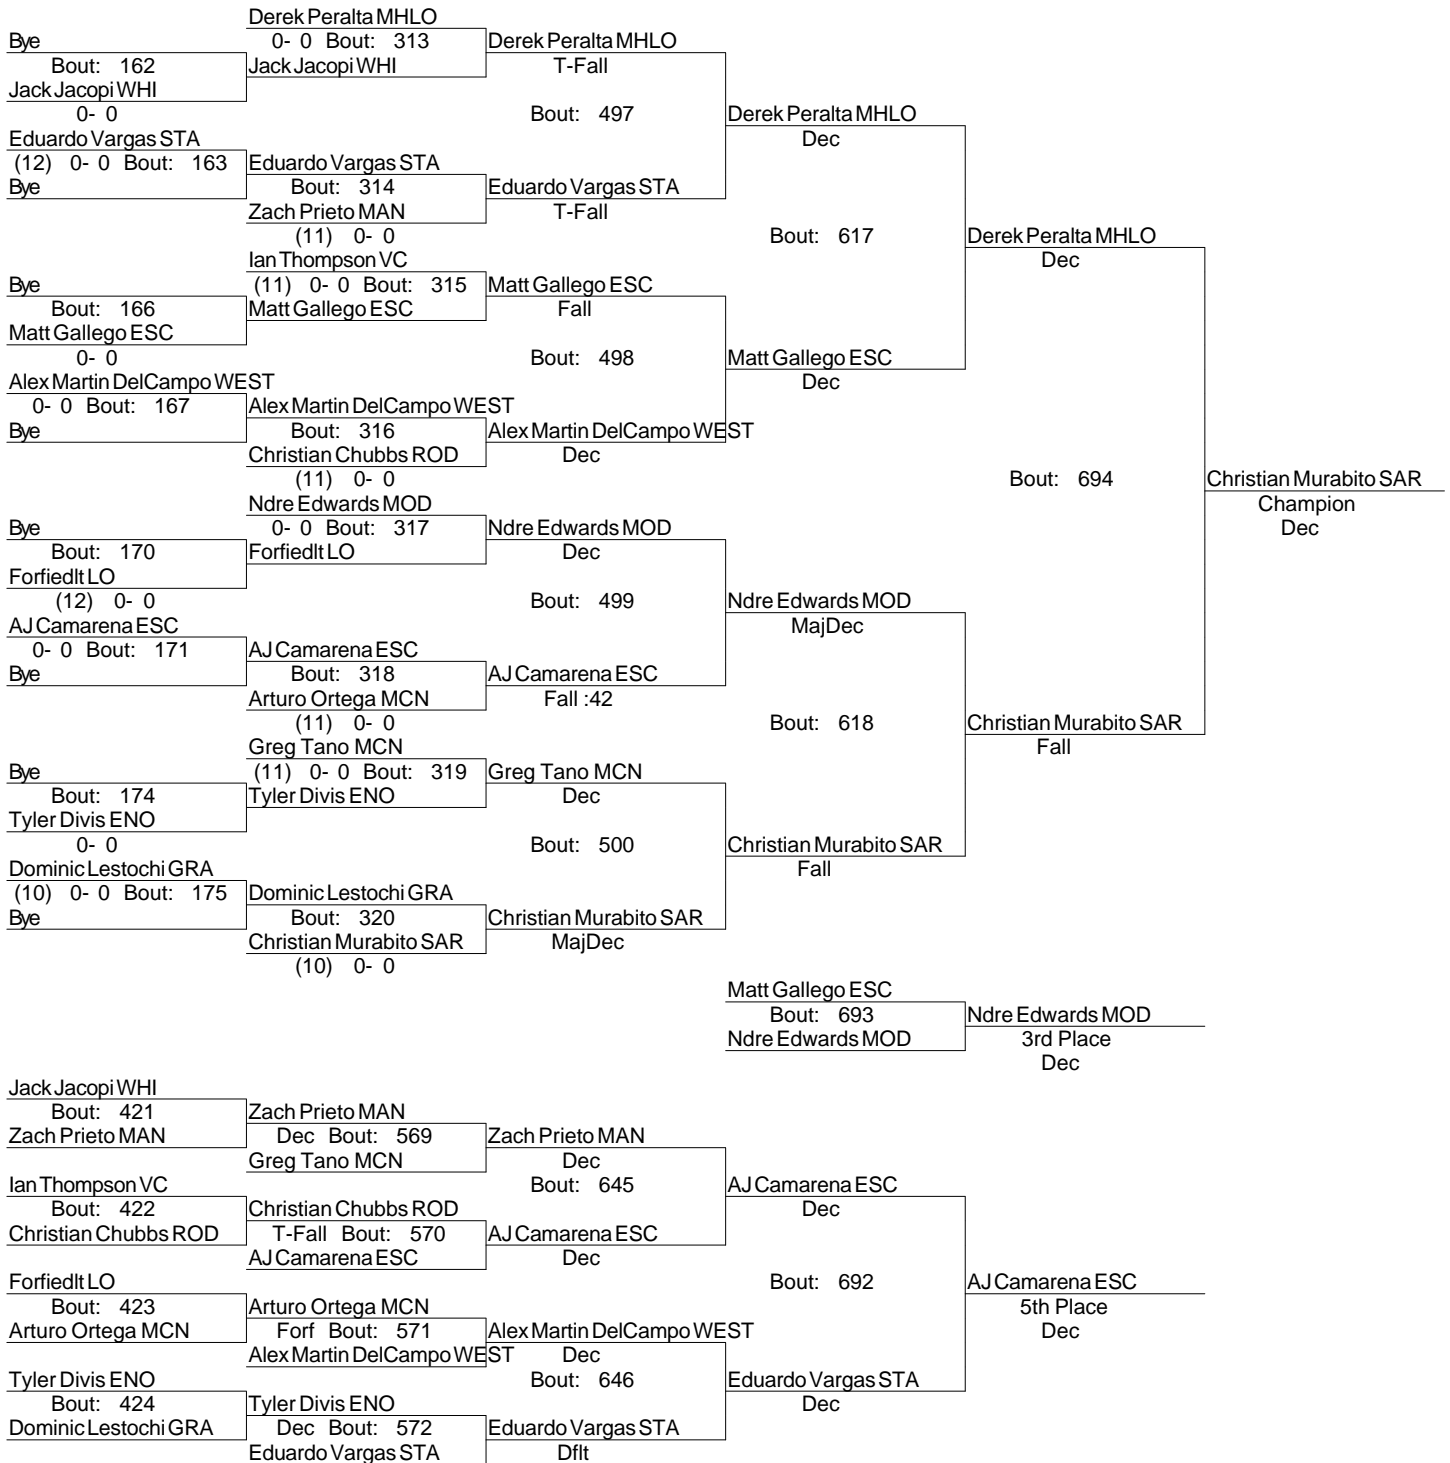 Derek Peralta MHLO
Bye 0- 0 Bout: 313 Derek Peralta MHLO
Bout: 162 Jack Jacopi WHI T-Fall
Jack Jacopi WHI
0- 0 Bout: 497 Derek Peralta MHLO
Eduardo Vargas STA Dec
(12) 0- 0 Bout: 163 Eduardo Vargas STA
Bye Bout: 314 Eduardo Vargas STA
Zach Prieto MAN T-Fall
(11) 0- 0 Bout: 617 Derek Peralta MHLO
Ian Thompson VC Dec
Bye (11) 0- 0 Bout: 315 Matt Gallego ESC
Bout: 166 Matt Gallego ESC Fall
Matt Gallego ESC
0- 0 Bout: 498 Matt Gallego ESC
Alex Martin DelCampo WEST Dec
0- 0 Bout: 167 Alex Martin DelCampo WEST
Bye Bout: 316 Alex Martin DelCampo WEST
Christian Chubbs ROD Dec
(11) 0- 0 Bout: 694 Christian Murabito SAR
Ndre Edwards MOD Champion
Bye 0- 0 Bout: 317 Ndre Edwards MOD Dec
Bout: 170 Forfiedlt LO Dec
Forfiedlt LO
(12) 0- 0 Bout: 499 Ndre Edwards MOD
AJ Camarena ESC MajDec
0- 0 Bout: 171 AJ Camarena ESC
Bye Bout: 318 AJ Camarena ESC
Arturo Ortega MCN Fall :42
(11) 0- 0 Bout: 618 Christian Murabito SAR
Greg Tano MCN Fall
Bye (11) 0- 0 Bout: 319 Greg Tano MCN
Bout: 174 Tyler Divis ENO Dec
Tyler Divis ENO
0- 0 Bout: 500 Christian Murabito SAR
Dominic Lestochi GRA Fall
(10) 0- 0 Bout: 175 Dominic Lestochi GRA
Bye Bout: 320 Christian Murabito SAR
Christian Murabito SAR MajDec
(10) 0- 0
Matt Gallego ESC
Bout: 693 Ndre Edwards MOD
Ndre Edwards MOD 3rd Place
Dec
Jack Jacopi WHI
Bout: 421 Zach Prieto MAN
Zach Prieto MAN Dec Bout: 569 Zach Prieto MAN
Greg Tano MCN Dec
Ian Thompson VC Bout: 645 AJ Camarena ESC
Bout: 422 Christian Chubbs ROD Dec
Christian Chubbs ROD T-Fall Bout: 570 AJ Camarena ESC
AJ Camarena ESC Dec
Forfiedlt LO Bout: 692 AJ Camarena ESC
Bout: 423 Arturo Ortega MCN 5th Place
Arturo Ortega MCN Forf Bout: 571 Alex Martin DelCampo WEST Dec
Alex Martin DelCampo WEST Dec
Tyler Divis ENO Bout: 646 Eduardo Vargas STA
Bout: 424 Tyler Divis ENO Dec
Dominic Lestochi GRA Dec Bout: 572 Eduardo Vargas STA
Eduardo Vargas STA Dflt